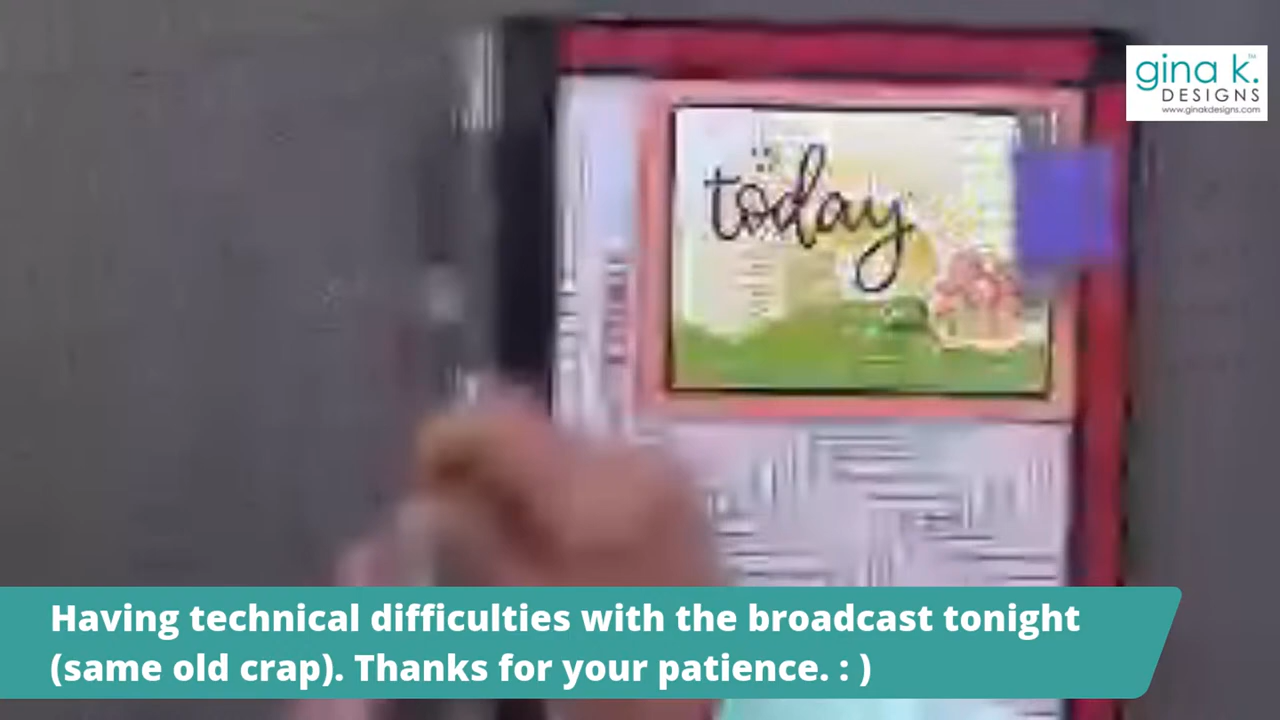 gina k.
DESIGNS
www.ginakdesigns.com
today
Having technical difficulties with the broadcast tonight
(same old crap). Thanks for your patience. : )